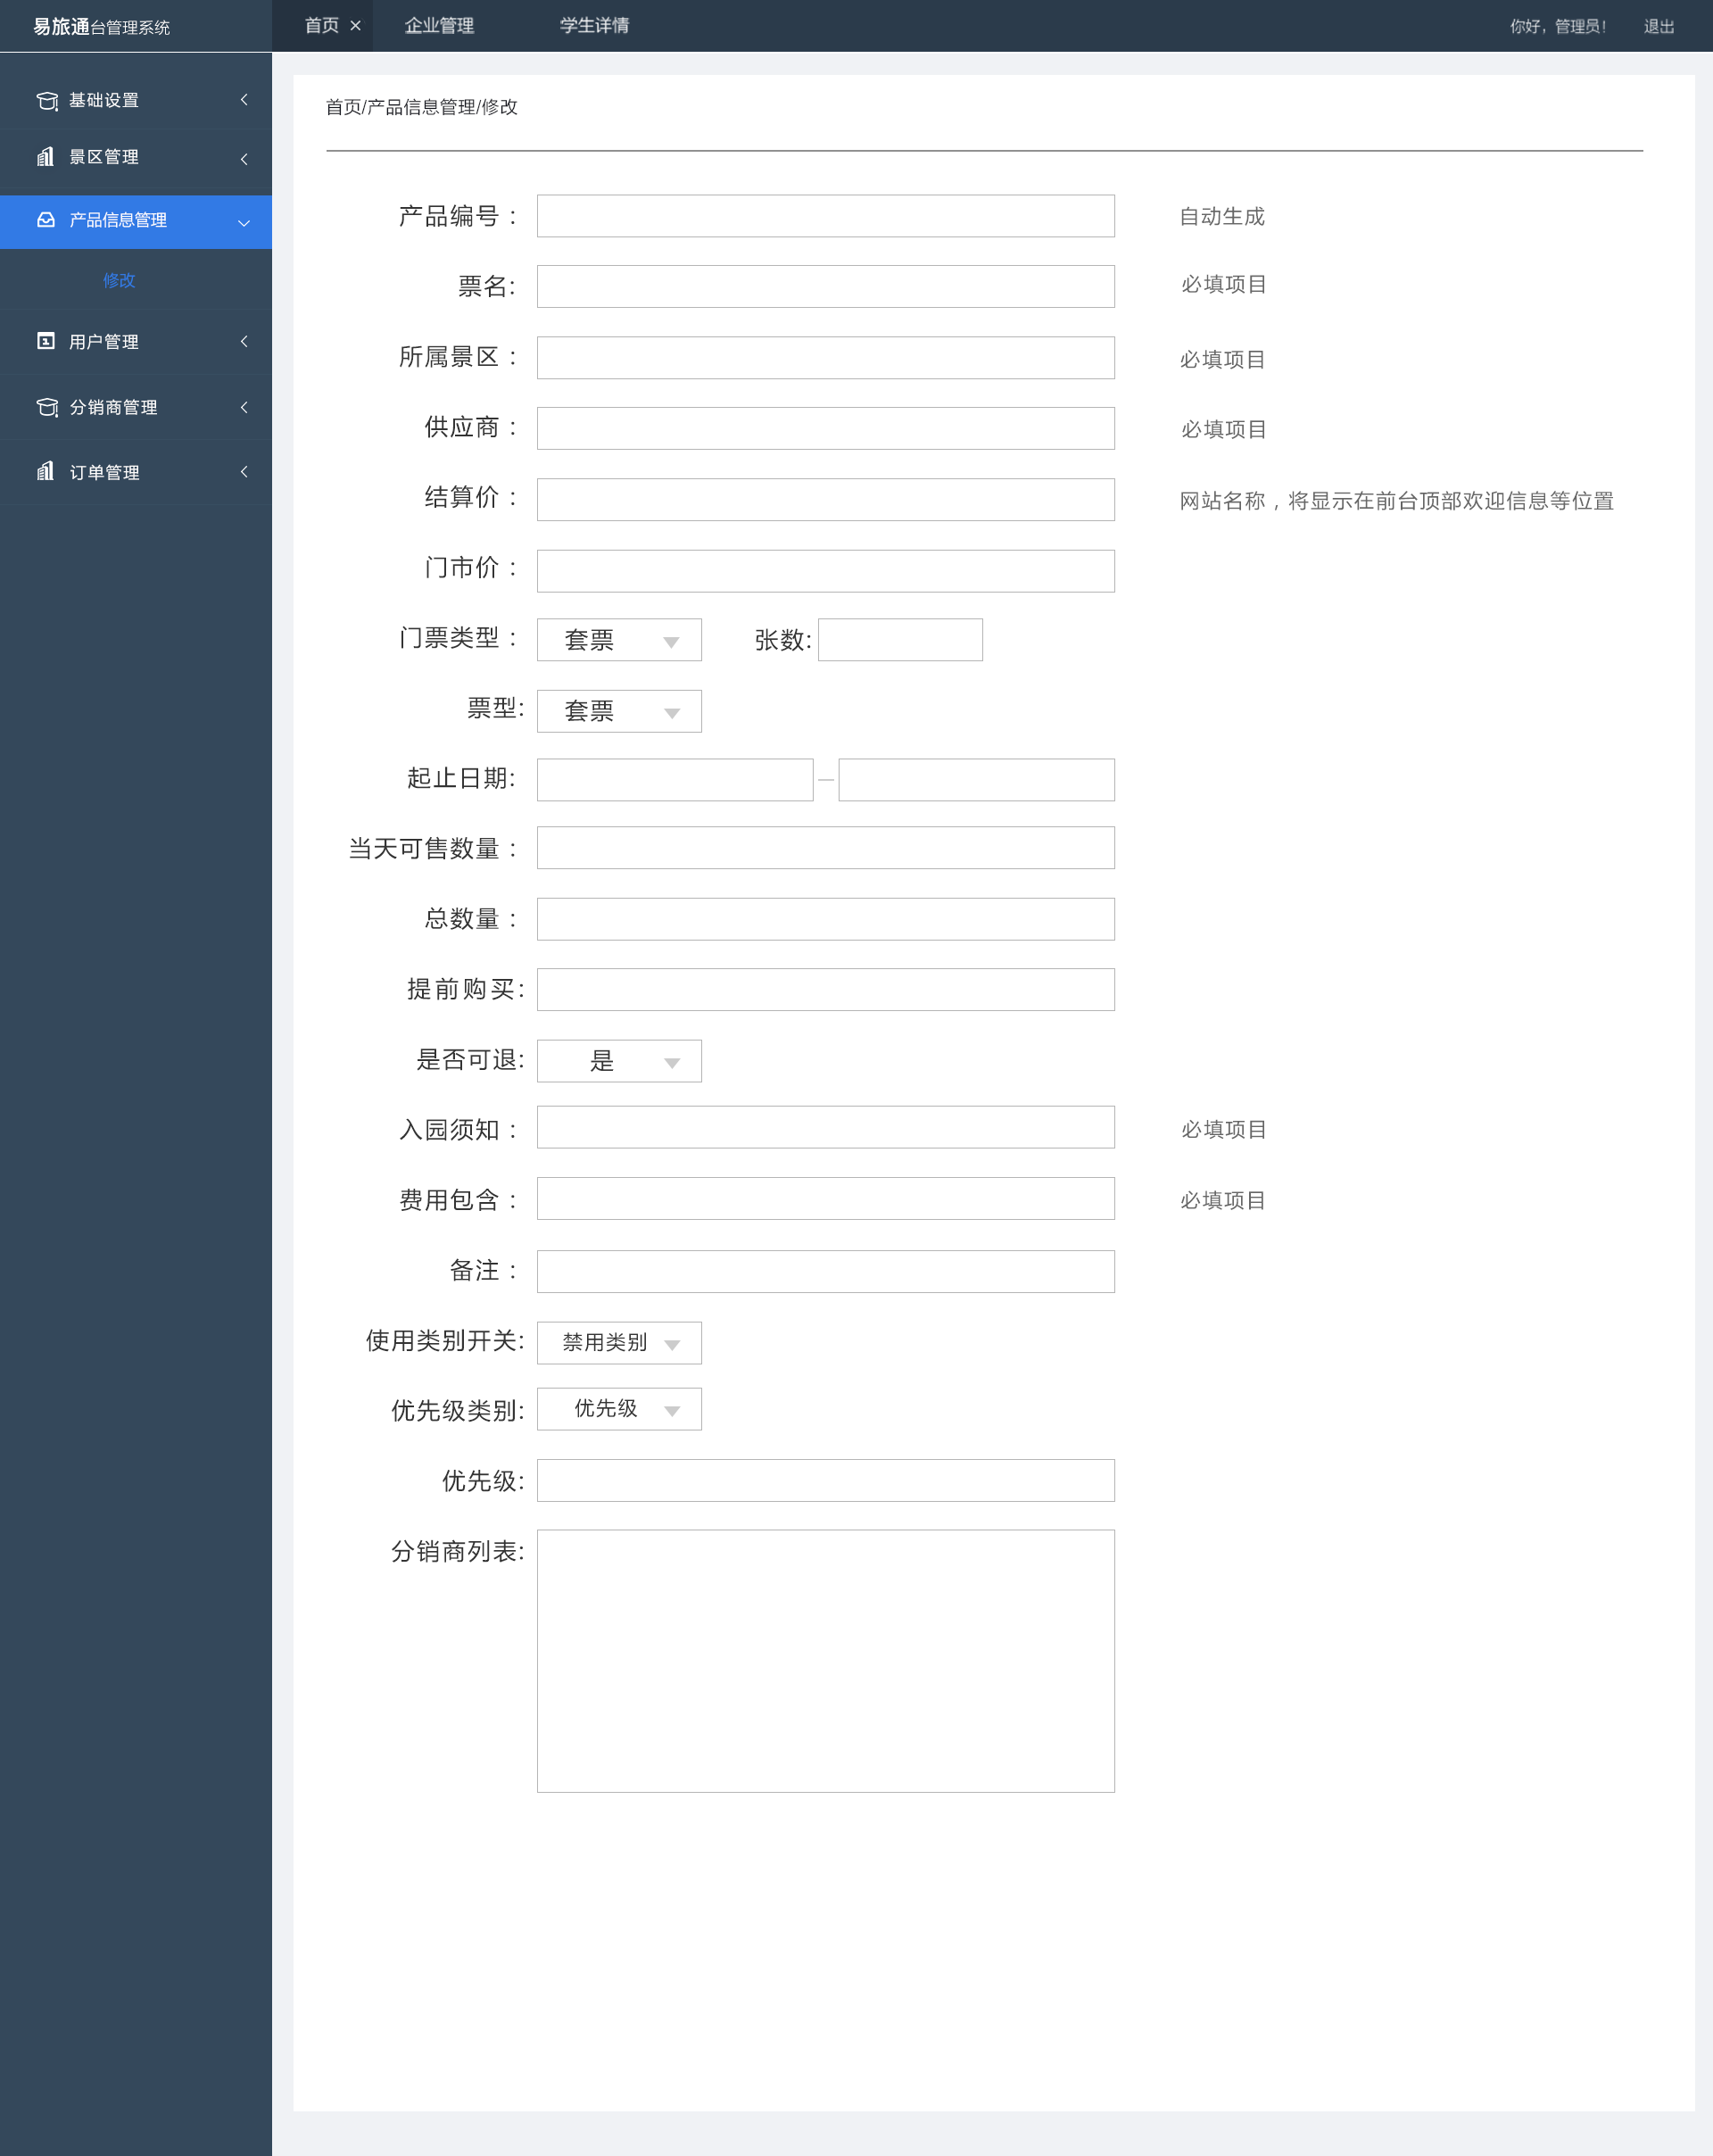 易旅通台管理系统
首页 × 企业管理 学生详情 你好，管理员！ 退出
基础设置
景区管理
产品信息管理
修改
用户管理
分销商管理
订单管理
首页/产品信息管理/修改
产品编号： 自动生成
票名: 必填项目
所属景区： 必填项目
供应商： 必填项目
结算价： 网站名称，将显示在前台顶部欢迎信息等位置
门市价：
门票类型： 套票 张数:
票型: 套票
起止日期: —
当天可售数量：
总数量：
提前购买:
是否可退: 是
入园须知： 必填项目
费用包含： 必填项目
备注：
使用类别开关: 禁用类别
优先级类别: 优先级
优先级:
分销商列表: